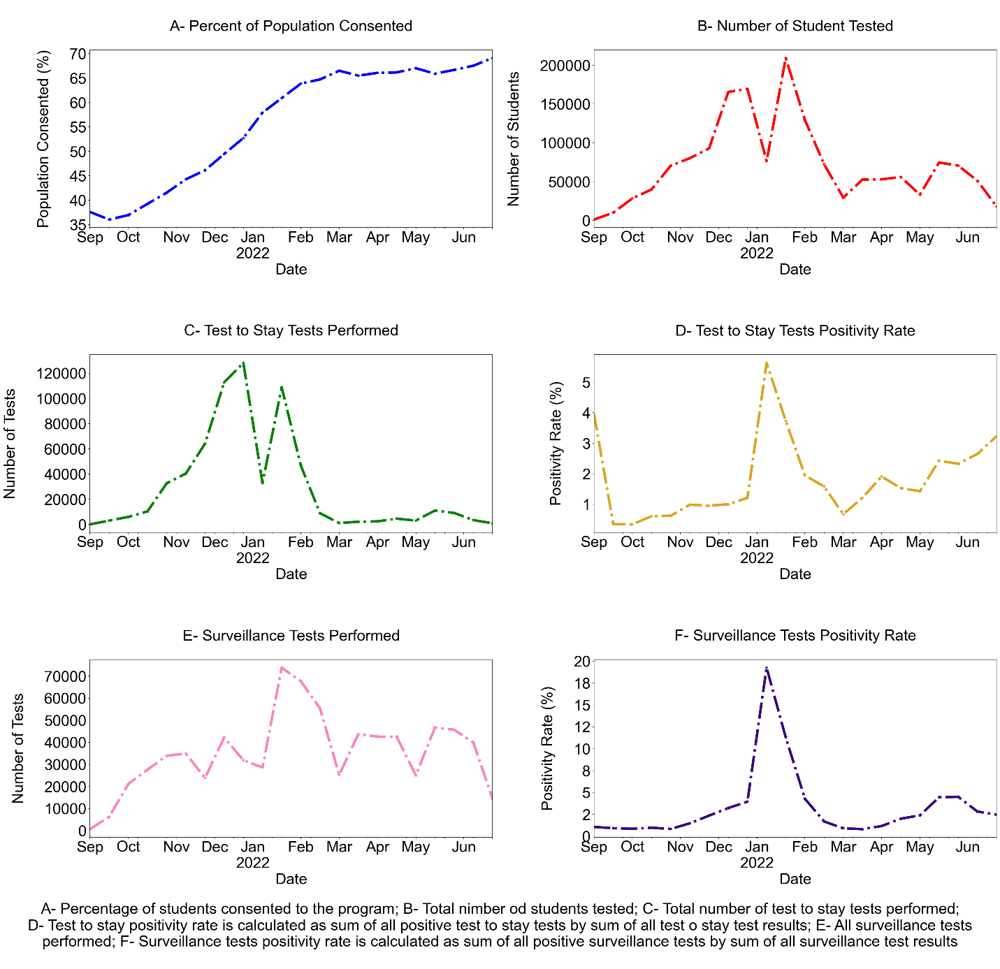 A- Percent of Population Consented
Population Consented (%)
70
65
60
55
50
45
40
35
Sep Oct Nov Dec Jan Feb Mar Apr May Jun
2022
Date
B- Number of Student Tested
Number of Students
200000
150000
100000
50000
0
Sep Oct Nov Dec Jan Feb Mar Apr May Jun
2022
Date
C- Test to Stay Tests Performed
Number of Tests
120000
100000
80000
60000
40000
20000
0
Sep Oct Nov Dec Jan Feb Mar Apr May Jun
2022
Date
D- Test to Stay Tests Positivity Rate
Positivity Rate (%)
5
4
3
2
1
Sep Oct Nov Dec Jan Feb Mar Apr May Jun
2022
Date
E- Surveillance Tests Performed
Number of Tests
70000
60000
50000
40000
30000
20000
10000
0
Sep Oct Nov Dec Jan Feb Mar Apr May Jun
2022
Date
F- Surveillance Tests Positivity Rate
Positivity Rate (%)
20
18
15
12
10
8
5
2
0
Sep Oct Nov Dec Jan Feb Mar Apr May Jun
2022
Date
A- Percentage of students consented to the program; B- Total nimber od students tested; C- Total number of test to stay tests performed;
D- Test to stay positivity rate is calculated as sum of all positive test to stay tests by sum of all test o stay test results; E- All surveillance tests
performed; F- Surveillance tests positivity rate is calculated as sum of all positive surveillance tests by sum of all surveillance test results